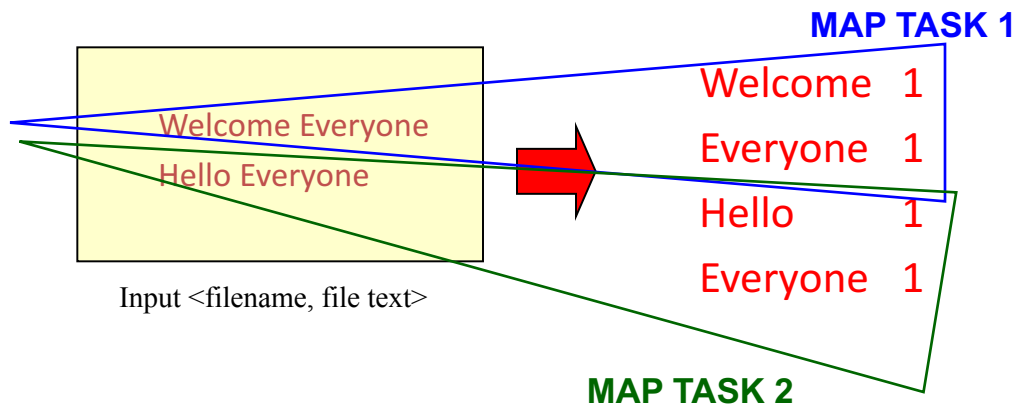 MAP TASK 1
Welcome Everyone
Hello Everyone
Input <filename, file text>
Welcome 1
Everyone 1
Hello 1
Everyone 1
MAP TASK 2